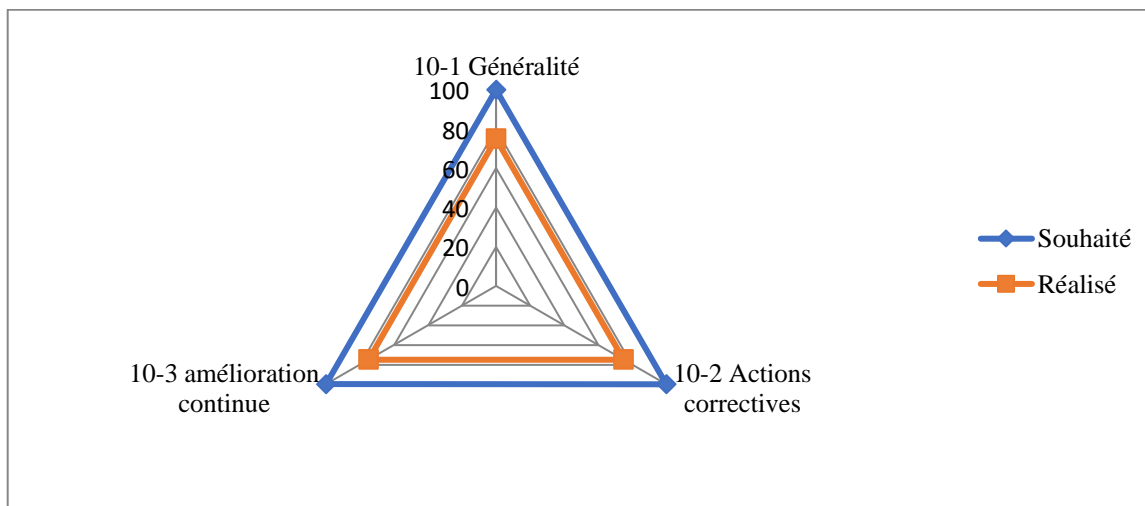 10-1 Généralité
100
80
60
40
20
0
10-3 amélioration
continue
10-2 Actions
correctives
Souhaité
Réalisé